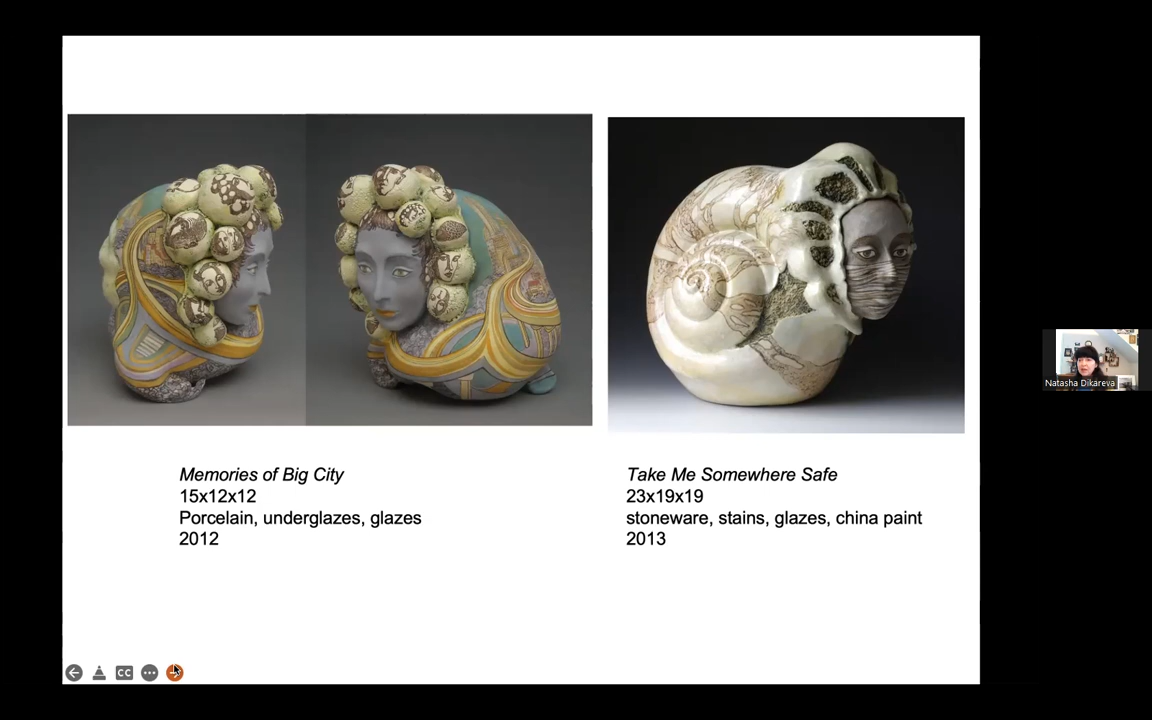 Memories of Big City
15x12x12
Porcelain, underglazes, glazes
2012
Take Me Somewhere Safe
23x19x19
stoneware, stains, glazes, china paint
2013
Natasha Dikareva
CC